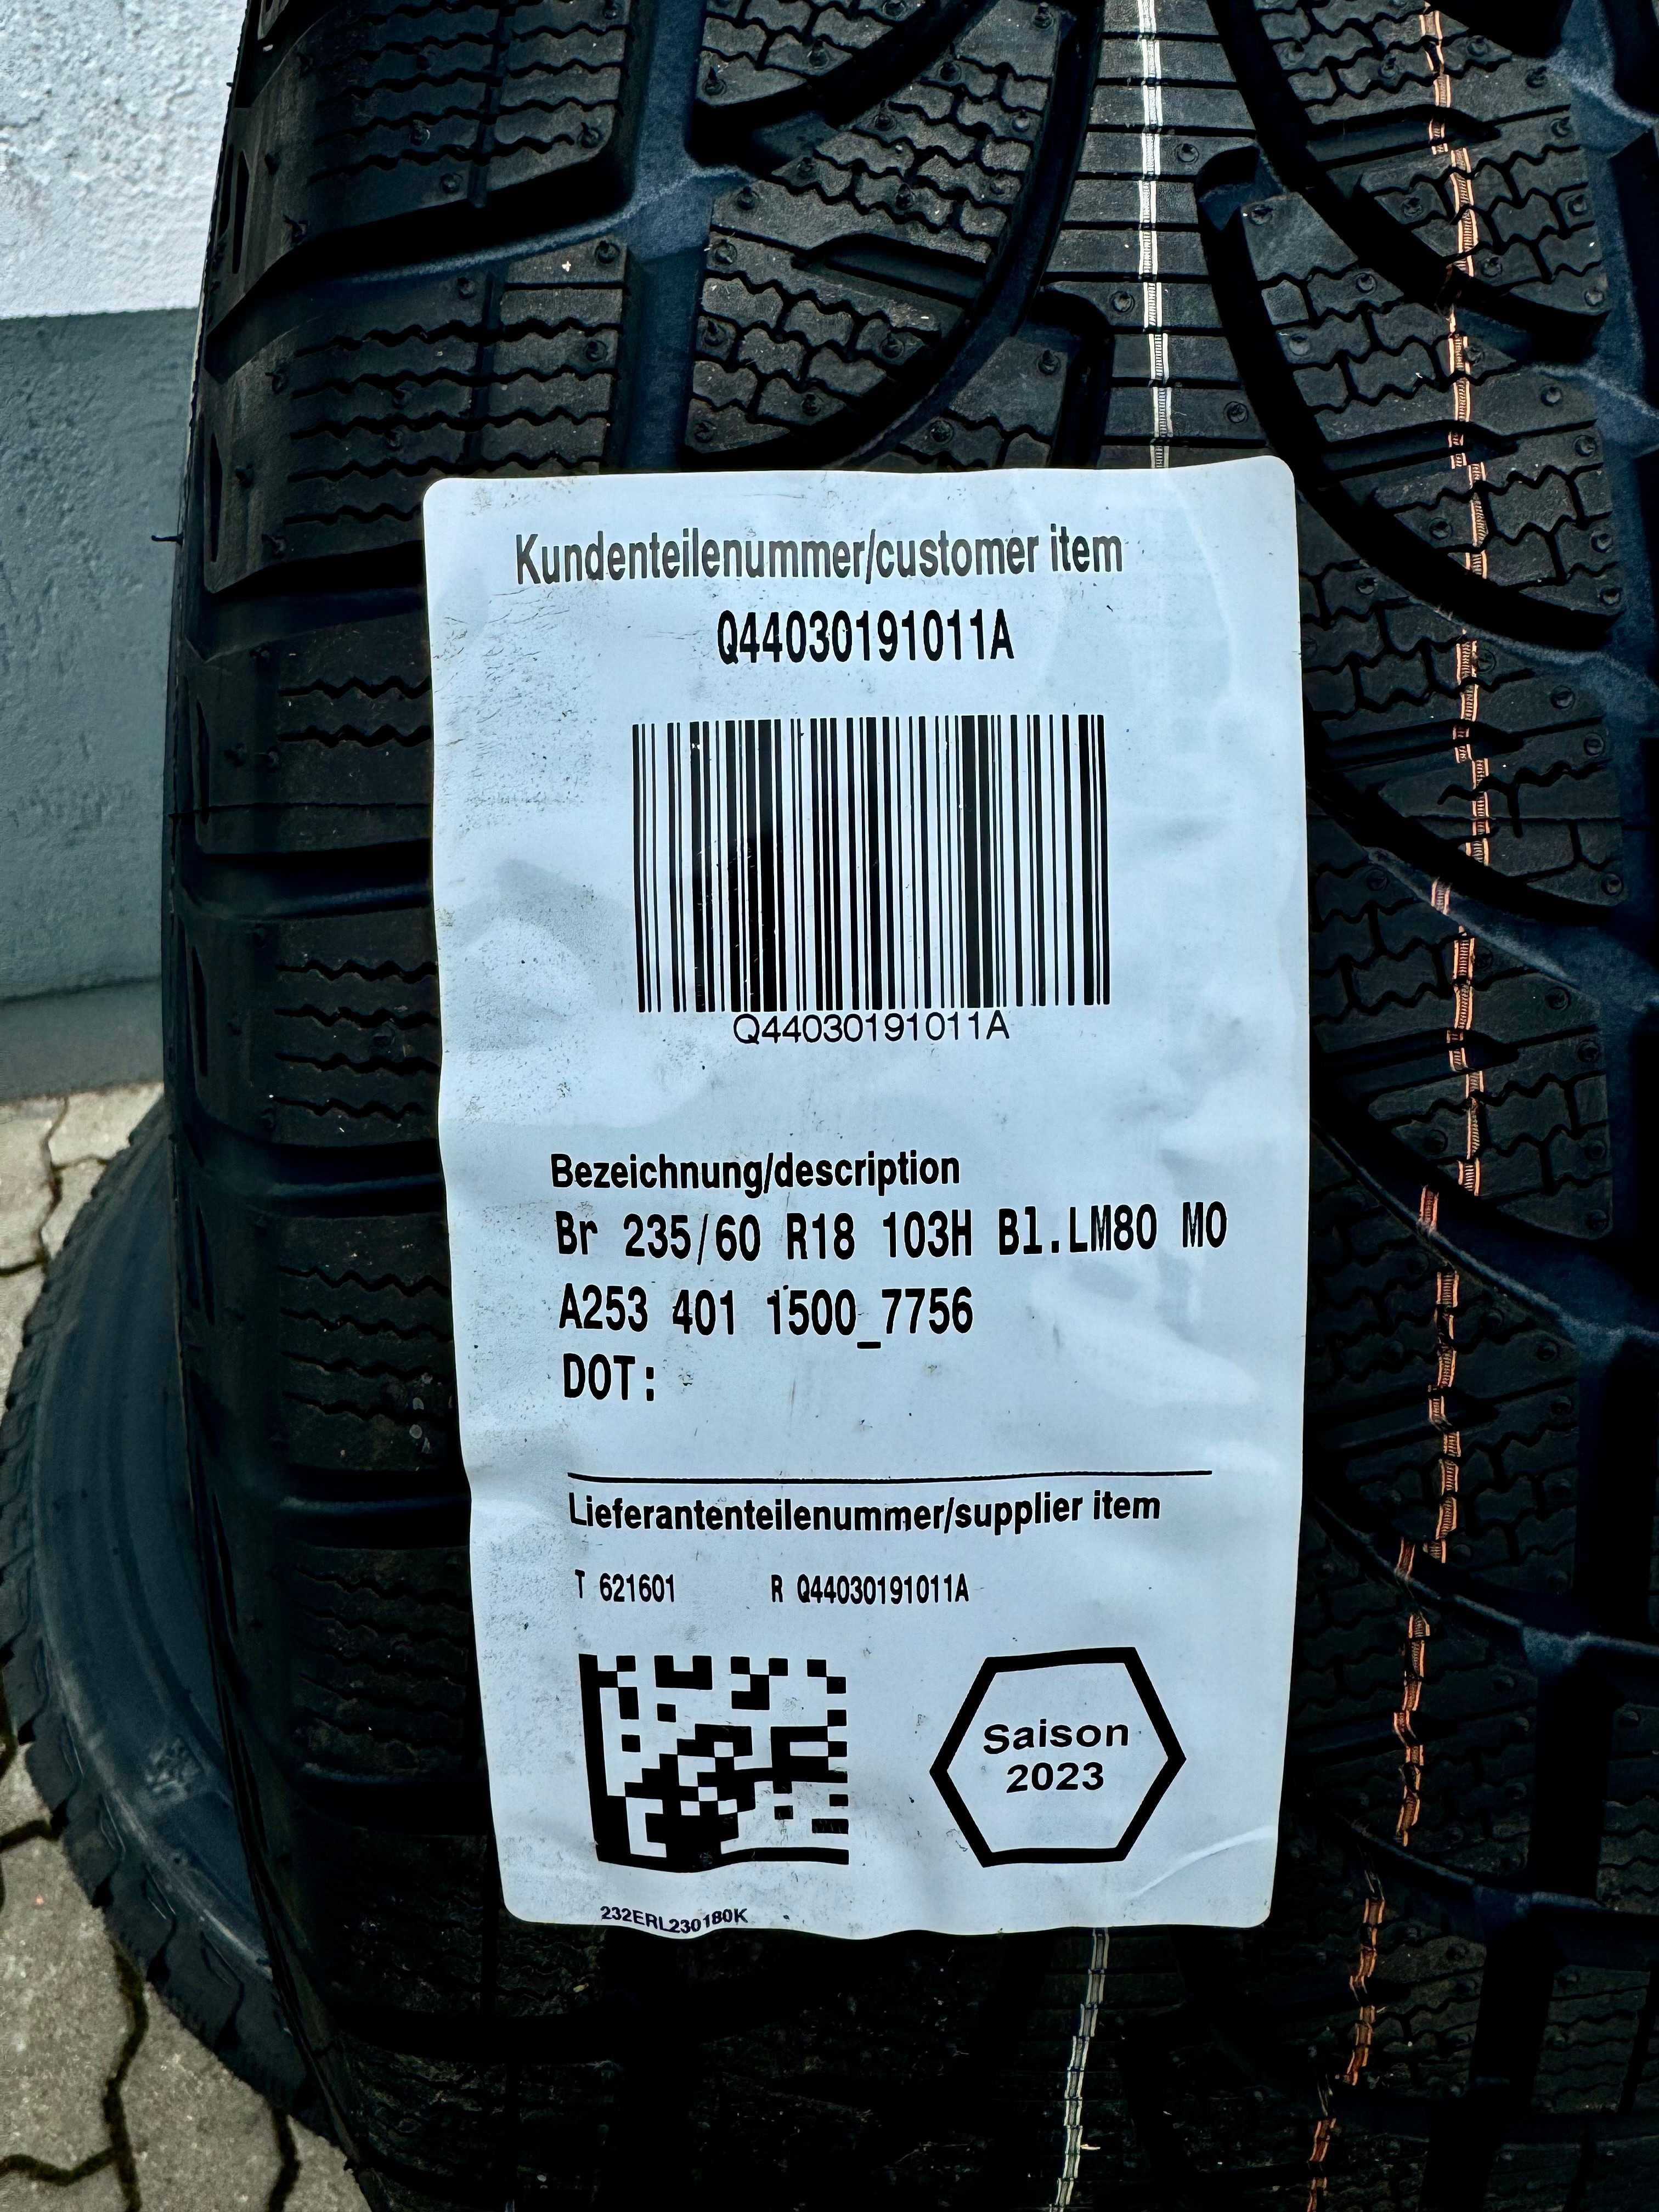 Kundenteilenummer/customer item
Q44030191011A
Q44030191011A
Bezeichnung/description
Br 235/60 R18 103H Bl.LM80 MO
A253 401 1500_7756
DOT:
Lieferantenteilenummer/supplier item
T 621601 R Q44030191011A
Saison
2023
232ERL230180K